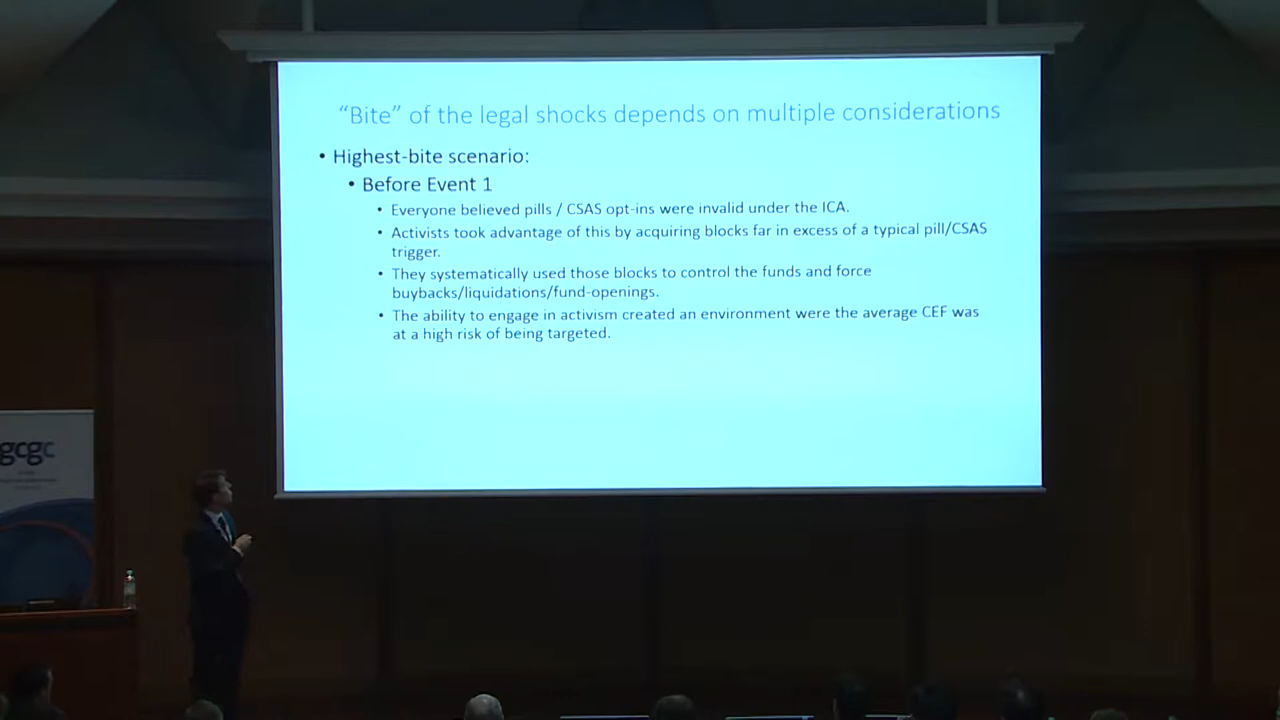 “Bite” of the legal shocks depends on multiple considerations
• Highest-bite scenario:
• Before Event 1
• Everyone believed pills / CSAS opt-ins were invalid under the ICA.
• Activists took advantage of this by acquiring blocks far in excess of a typical pill/CSAS
trigger.
• They systematically used those blocks to control the funds and force
buybacks/liquidations/fund-openings.
• The ability to engage in activism created an environment were the average CEF was
at a high risk of being targeted.
gcgc